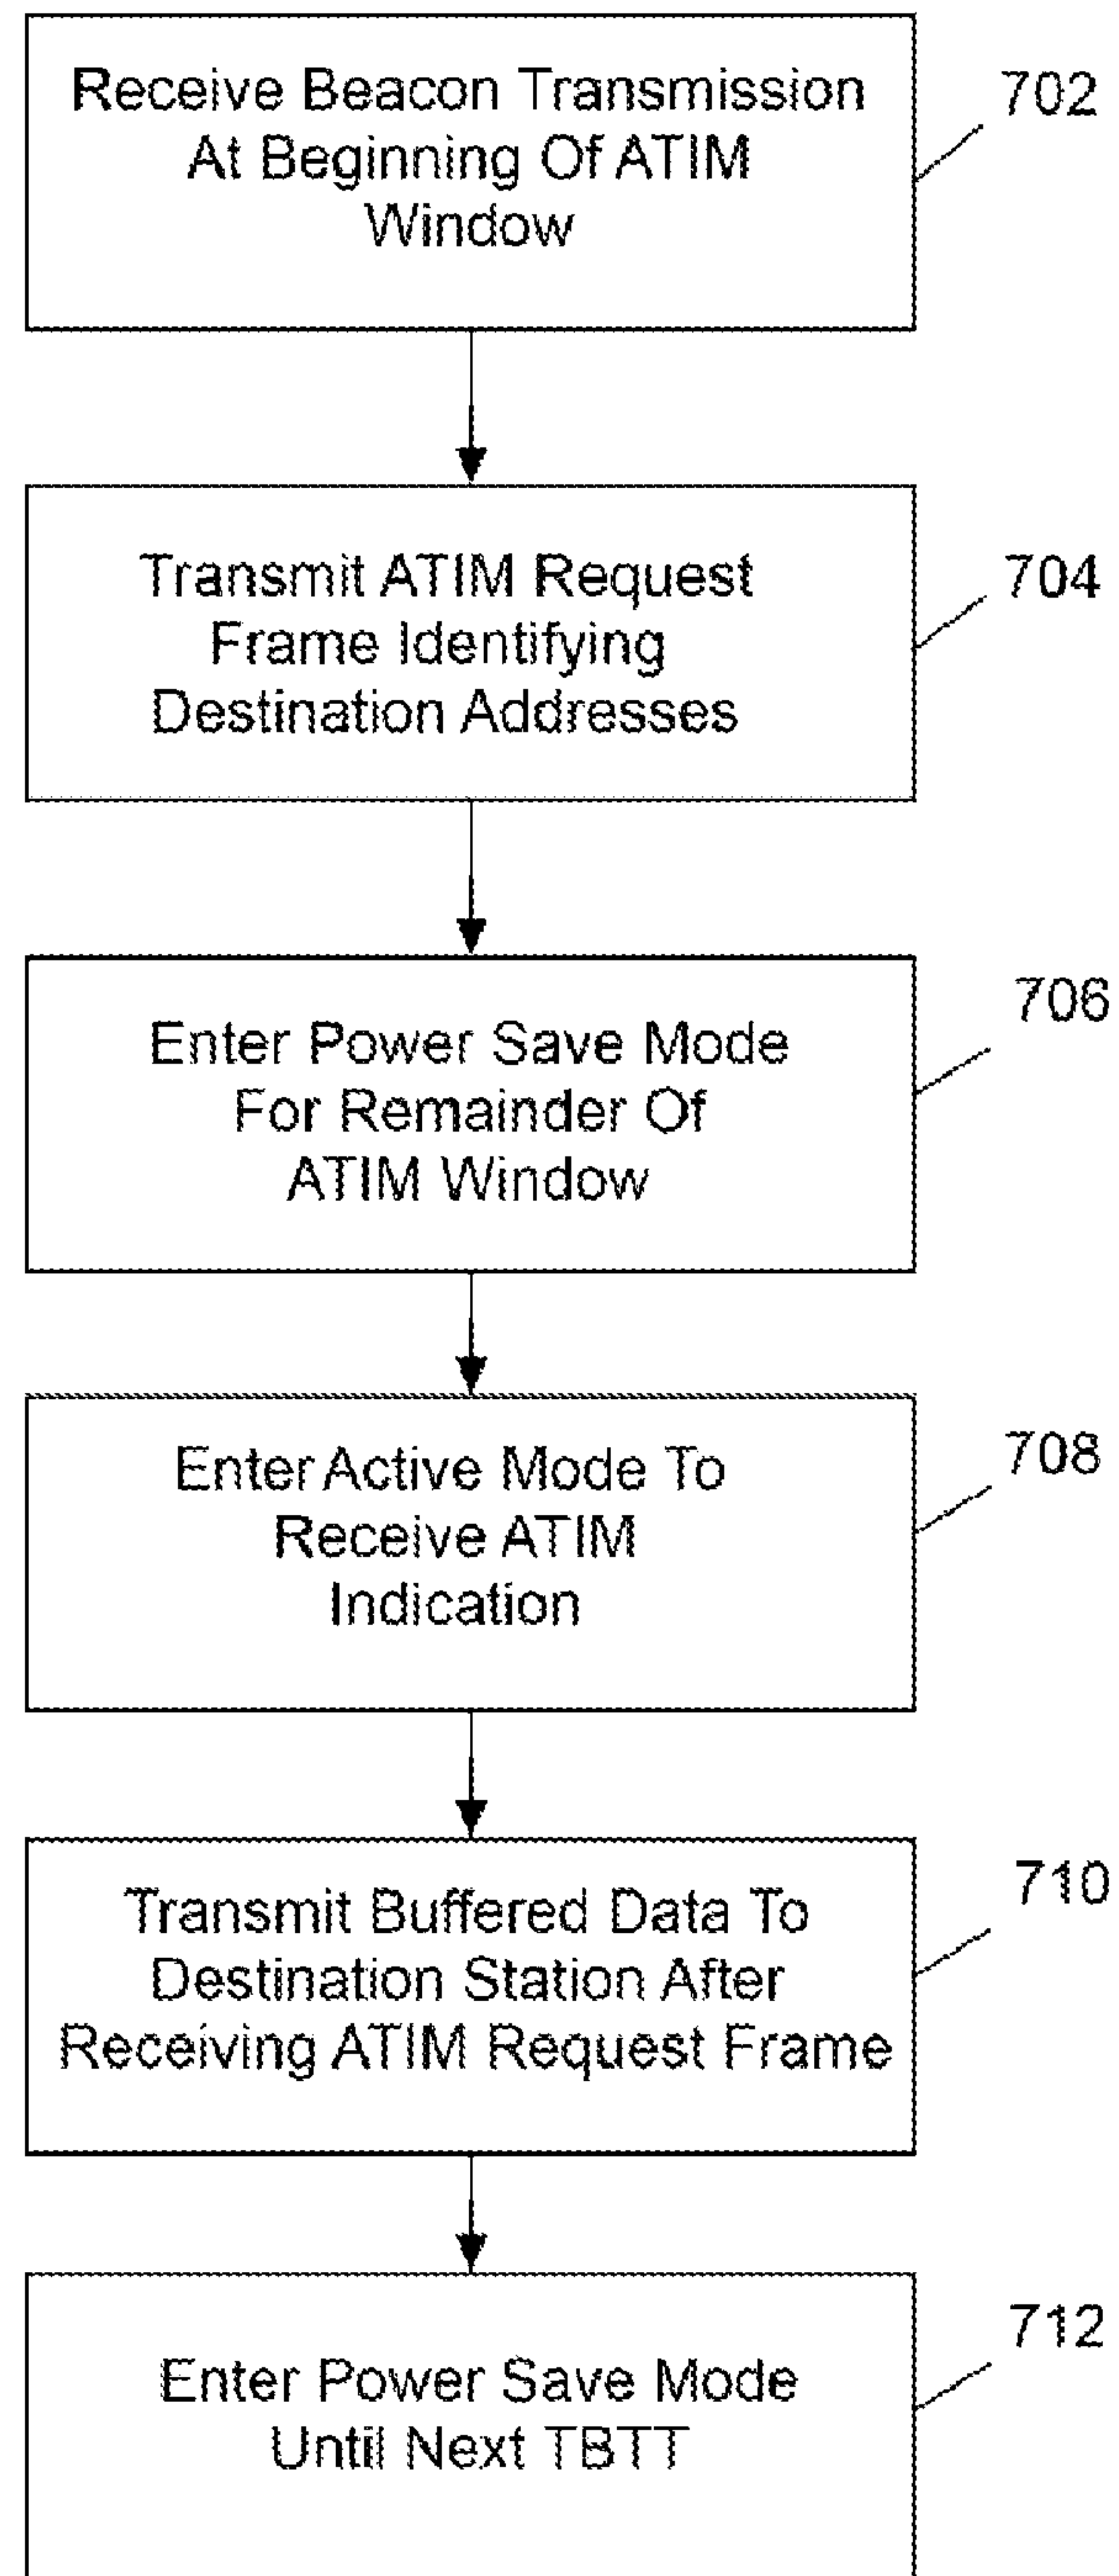 Receive Beacon Transmission
At Beginning Of ATIM
Window
702
Transmit ATIM Request
Frame Identifying
Destination Addresses
704
Enter Power Save Mode
For Remainder Of
ATIM Window
706
Enter Active Mode To
Receive ATIM
Indication
708
Transmit Buffered Data To
Destination Station After
Receiving ATIM Request Frame
710
Enter Power Save Mode
Until Next TBTT
712